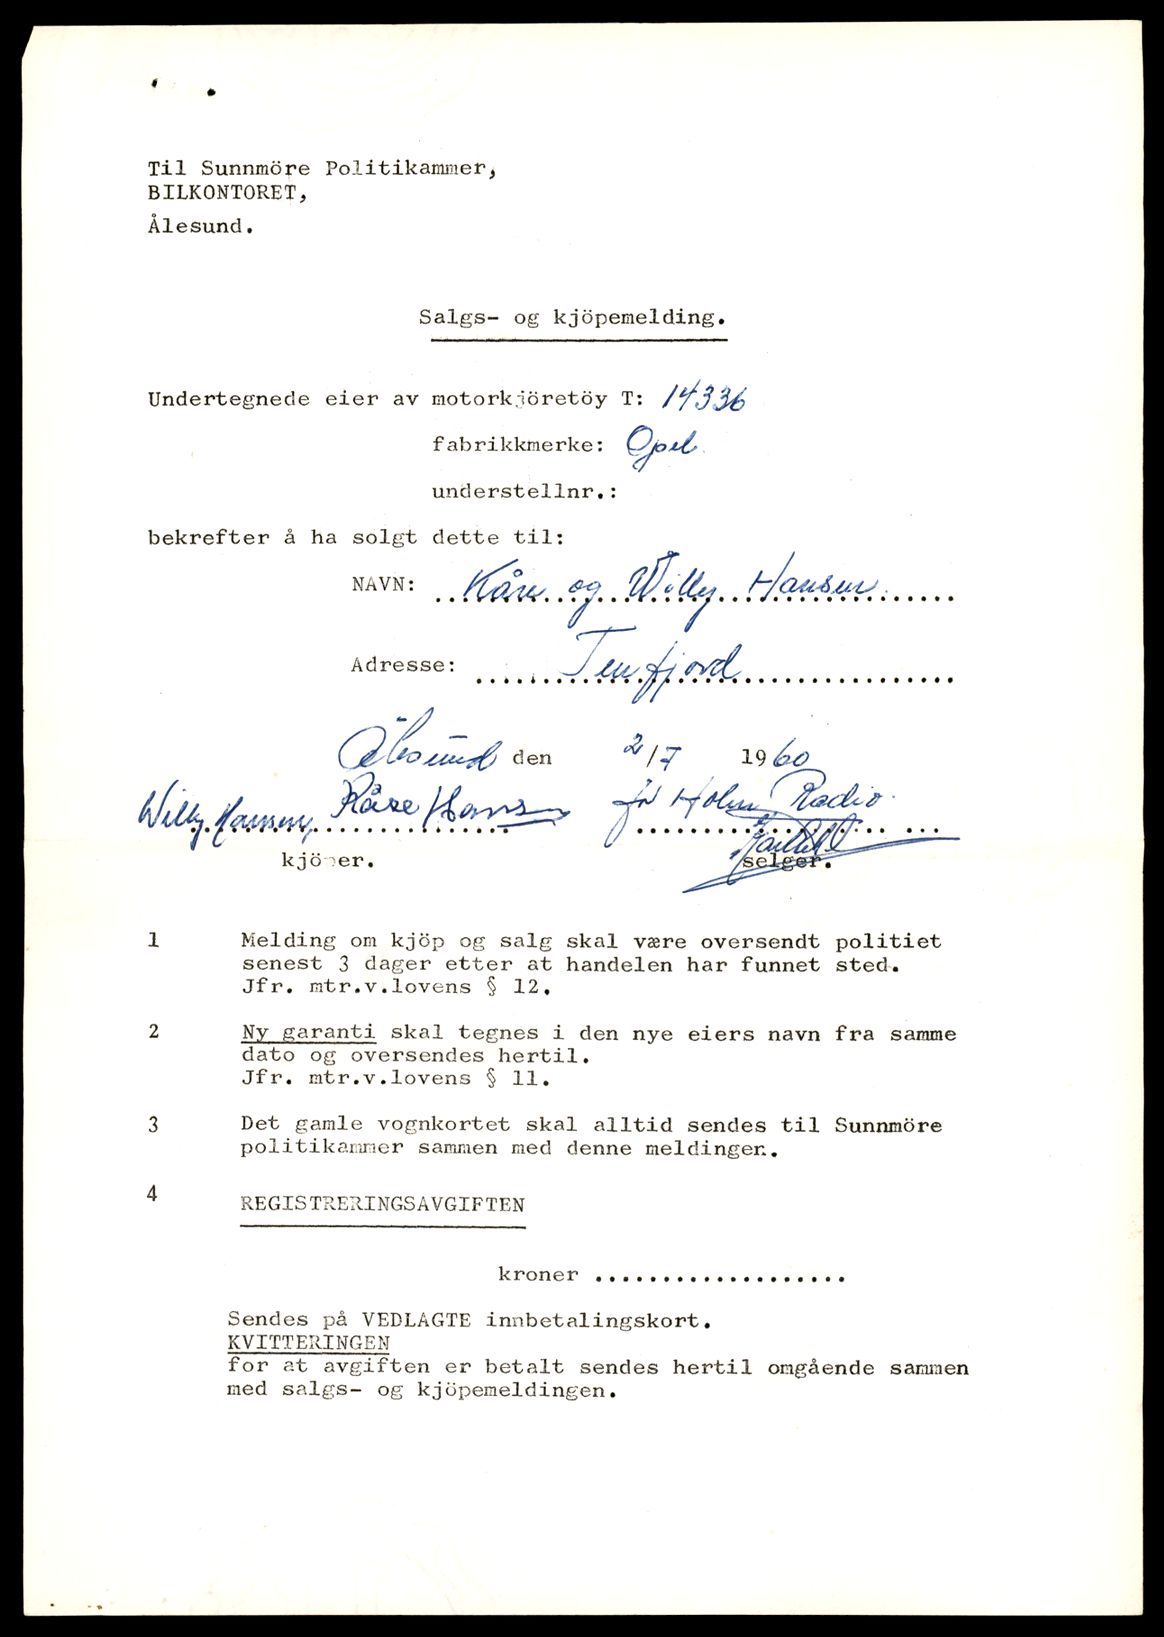 Til Sunnmöre Politikammer,
BILKONTORET,
Ålesund.
Salgs- og kjöpemelding.
Undertegnede eier av motorkjöretöy T: 14336
fabrikkmerke: Opel
understellnr.:
bekrefter å ha solgt dette til:
NAVN: Kåre og Willy Hansen
Adresse: Tenfjord
Ålesund den 2/7 1960
Willy Hansen, Kåre Hansen for Holm Radio
kjöper. selger.
1 Melding om kjöp og salg skal være oversendt politiet
senest 3 dager etter at handelen har funnet sted.
Jfr. mtr.v.lovens § 12.
2 Ny garanti skal tegnes i den nye eiers navn fra samme
dato og oversendes hertil.
Jfr. mtr.v.lovens § 11.
3 Det gamle vognkortet skal alltid sendes til Sunnmöre
politikammer sammen med denne meldingen.
4 REGISTRERINGSAVGIFTEN
kroner ...................
Sendes på VEDLAGTE innbetalingskort.
KVITTERINGEN
for at avgiften er betalt sendes hertil omgående sammen
med salgs- og kjöpemeldingen.